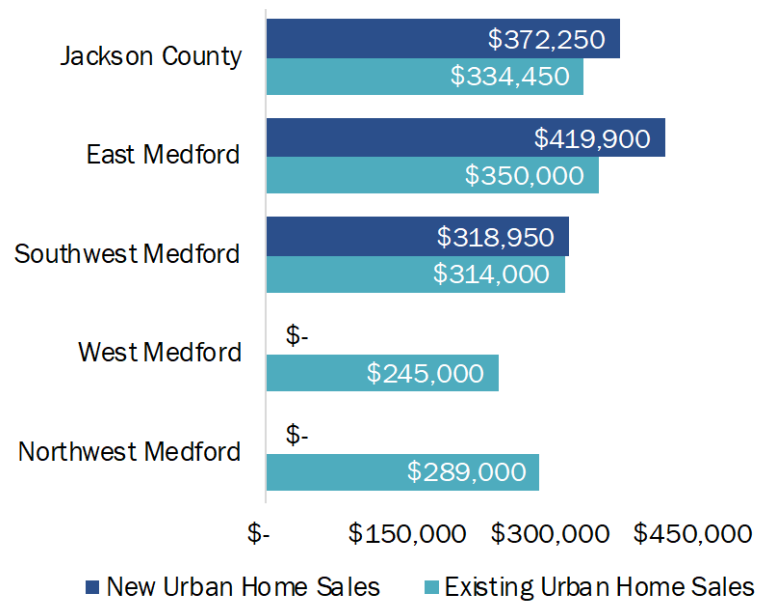 Jackson County
$372,250
$334,450
East Medford
$419,900
$350,000
Southwest Medford
$318,950
$314,000
West Medford
$-
$245,000
Northwest Medford
$-
$289,000
$- $150,000 $300,000 $450,000
New Urban Home Sales Existing Urban Home Sales